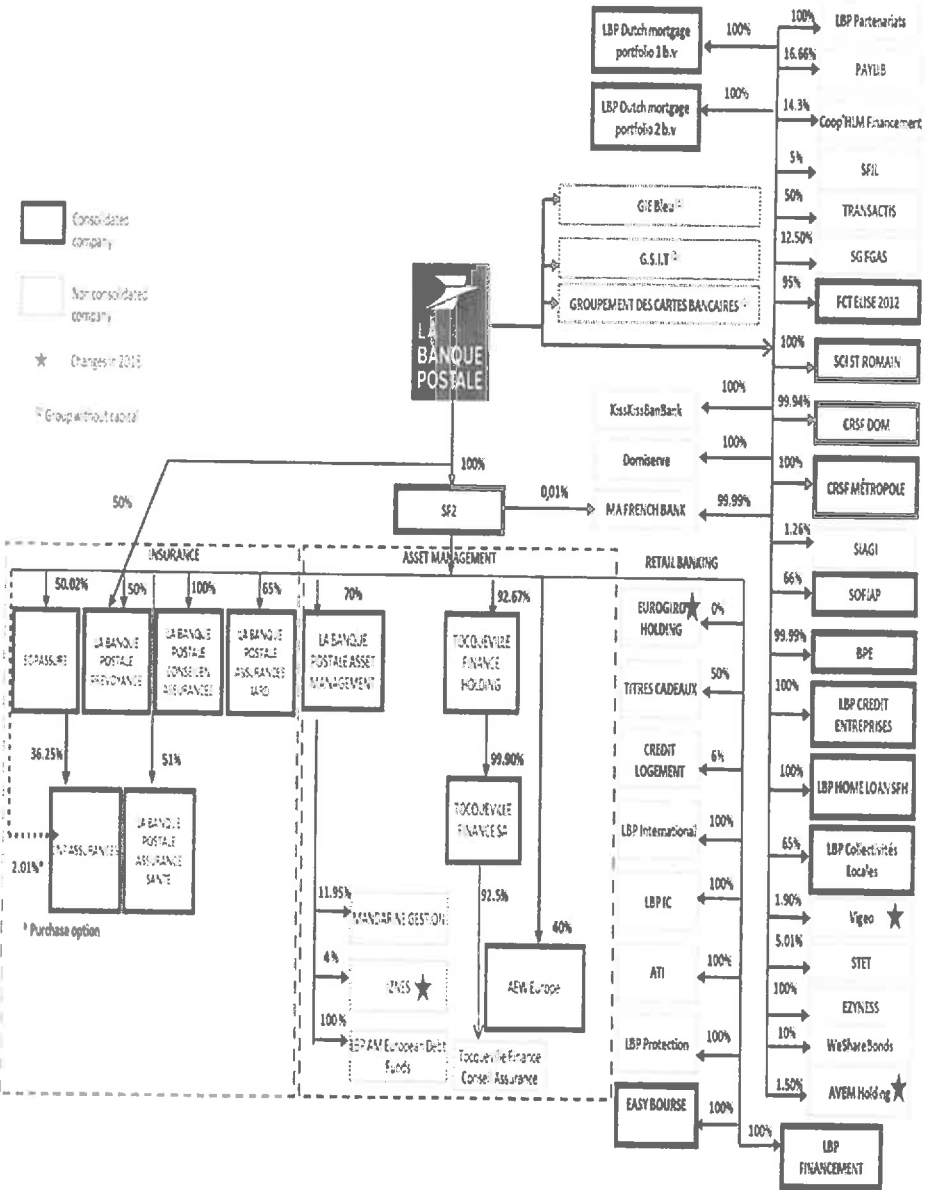 LBP Dutch mortgage
portfolio 1 b.v
100%
100%
LBP Partenariats
16.66%
PAYLIB
LBP Dutch mortgage
portfolio 2 b.v
100%
14.3%
Coop'HLM Financement
5%
SFIL
50%
TRANSACTIS
12.50%
SGFGAS
95%
FCT ELISE 2012
Consolidated
company
Non consolidated
company
★ Changes in
Group without capital
GIE Bleu
G.S.I.T
GROUPEMENT DES CARTES BANCAIRES
LA
BANQUE
POSTALE
100%
SCI ST ROMAIN
99.94%
CRSF DOM
100%
CRSF MÉTROPOLE
1.26%
SIAGI
66%
SOFIAP
99.99%
BPE
100%
LBP CREDIT
ENTREPRISES
100%
LBP HOME LOAN SFH
65%
LBP Collectivités
Locales
1.90%
Vigeo ★
5.01%
STET
100%
EZYNESS
10%
WeShareBonds
1.50%
AVEM Holding ★
KissKissBanBank
100%
Domiserve
100%
MA FRENCH BANK
99.99%
100%
50%
SF2
0,01%
INSURANCE
50.02%
50%
100%
65%
SOPASSURE
LA BANQUE
POSTALE
PREVOYANCE
LA BANQUE
POSTALE
CONSEIL EN
ASSURANCES
LA BANQUE
POSTALE
ASSURANCES
IARD
36.25%
51%
2.01%*
CNP ASSURANCES
LA BANQUE
POSTALE
ASSURANCE
SANTE
* Purchase option
ASSET MANAGEMENT
70%
92.67%
LA BANQUE
POSTALE ASSET
MANAGEMENT
TOCQUEVILLE
FINANCE
HOLDING
99.90%
TOCQUEVILLE
FINANCE SA
92.5%
40%
11.95%
MANDARINE GESTION
4%
IZNES ★
100%
LBP AM European Debt
Funds
Tocqueville Finance
Conseil Assurance
AEW Europe
RETAIL BANKING
EUROGIRO ★
HOLDING
0%
TITRES CADEAUX
50%
CREDIT
LOGEMENT
6%
LBP International
100%
LBP IC
100%
ATI
100%
LBP Protection
100%
EASY BOURSE
100%
100%
LBP
FINANCEMENT